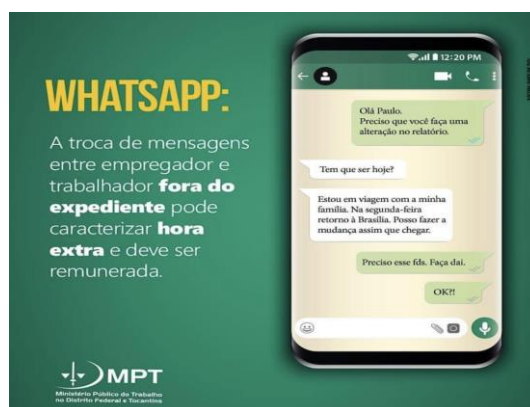 WHATSAPP:
A troca de mensagens
entre empregador e
trabalhador fora do
expediente pode
caracterizar hora
extra e deve ser
remunerada.
MPT
Ministério Público do Trabalho
no Distrito Federal e Tocantins
12:20 PM
Olá Paulo.
Preciso que você faça uma
alteração no relatório.
Tem que ser hoje?
Estou em viagem com a minha
família. Na segunda-feira
retorno à Brasília. Posso fazer a
mudança assim que chegar.
Preciso esse fds. Faça daí.
OK?!